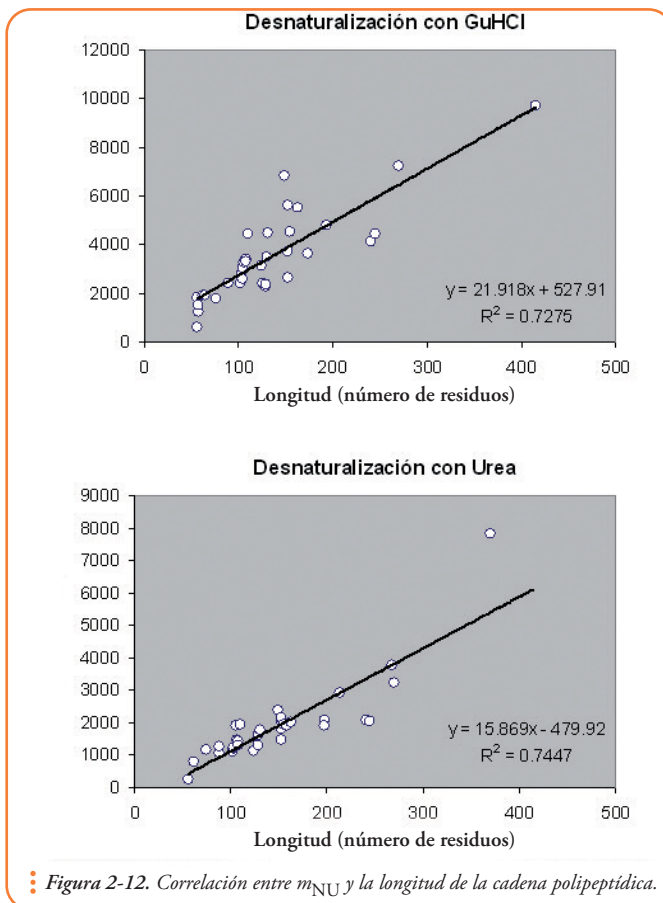 Desnaturalización con GuHCl
12000
10000
8000
6000
4000
2000
0
y = 21.918x + 527.91
R² = 0.7275
0 100 200 300 400 500
Longitud (número de residuos)
Desnaturalización con Urea
9000
8000
7000
6000
5000
4000
3000
2000
1000
0
y = 15.869x - 479.92
R² = 0.7447
0 100 200 300 400 500
Longitud (número de residuos)
Figura 2-12. Correlación entre mNU y la longitud de la cadena polipeptídica.